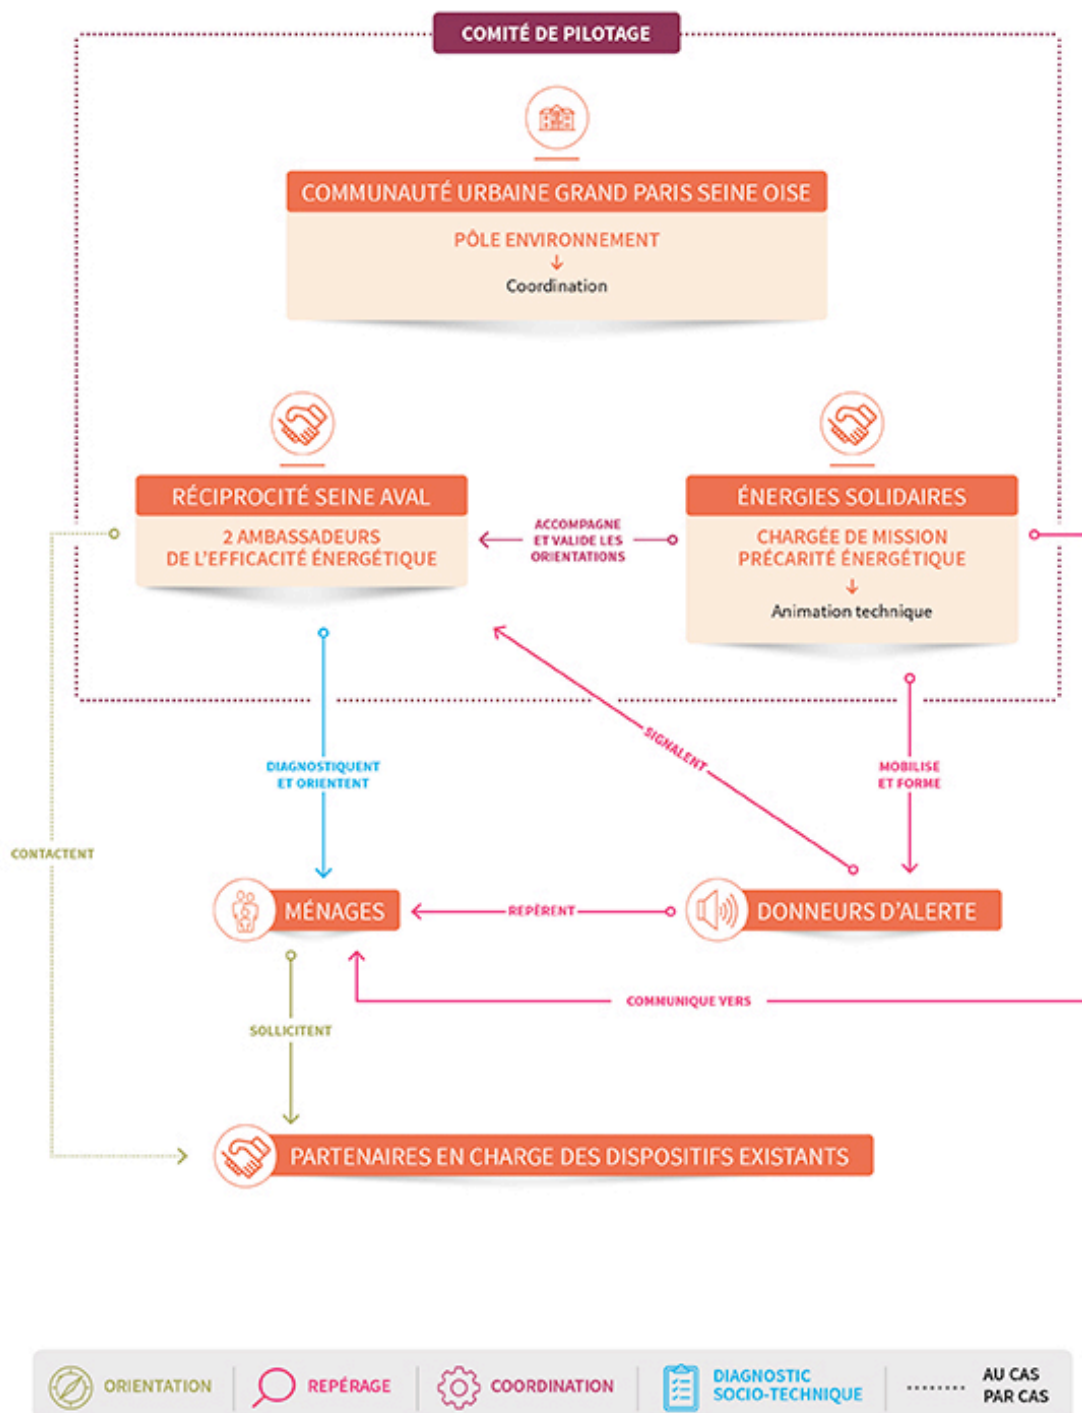 COMITÉ DE PILOTAGE
COMMUNAUTÉ URBAINE GRAND PARIS SEINE OISE
PÔLE ENVIRONNEMENT
Coordination
RÉCIPROCITÉ SEINE AVAL
2 AMBASSADEURS
DE L'EFFICACITÉ ÉNERGÉTIQUE
ACCOMPAGNE
ET VALIDE LES
ORIENTATIONS
ÉNERGIES SOLIDAIRES
CHARGÉE DE MISSION
PRÉCARITÉ ÉNERGÉTIQUE
Animation technique
DIAGNOSTIQUENT
ET ORIENTENT
SIGNALENT
MOBILISE
ET FORME
CONTACTENT
MÉNAGES
REPÈRENT
DONNEURS D'ALERTE
COMMUNIQUE VERS
SOLLICITENT
PARTENAIRES EN CHARGE DES DISPOSITIFS EXISTANTS
ORIENTATION
REPÉRAGE
COORDINATION
DIAGNOSTIC
SOCIO-TECHNIQUE
AU CAS
PAR CAS